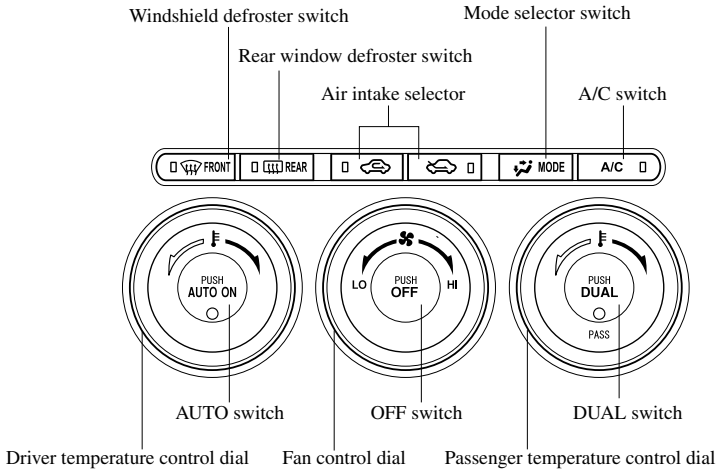 Windshield defroster switch
Mode selector switch
Rear window defroster switch
Air intake selector
A/C switch
FRONT
REAR
MODE
A/C
PUSH
AUTO ON
LO
PUSH
OFF
HI
PUSH
DUAL
PASS
AUTO switch
OFF switch
DUAL switch
Driver temperature control dial
Fan control dial
Passenger temperature control dial